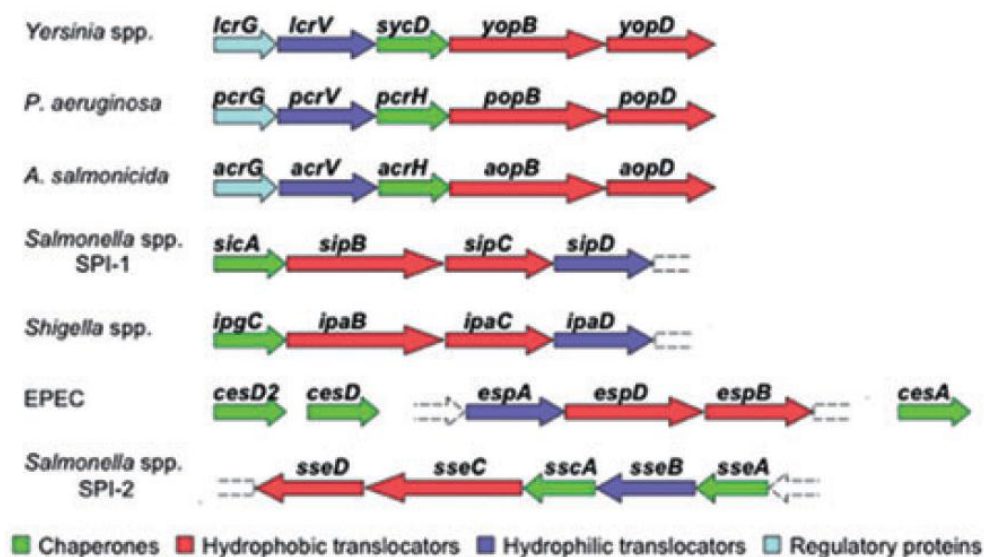 lcrG lcrV sycD yopB yopD
Yersinia spp.
pcrG pcrV pcrH popB popD
P. aeruginosa
acrG acrV acrH aopB aopD
A. salmonicida
Salmonella spp.
SPI-1
sicA sipB sipC sipD
Shigella spp.
ipgC ipaB ipaC ipaD
EPEC
cesD2 cesD espA espD espB cesA
Salmonella spp.
SPI-2
sseD sseC sscA sseB sseA
Chaperones Hydrophobic translocators Hydrophilic translocators Regulatory proteins